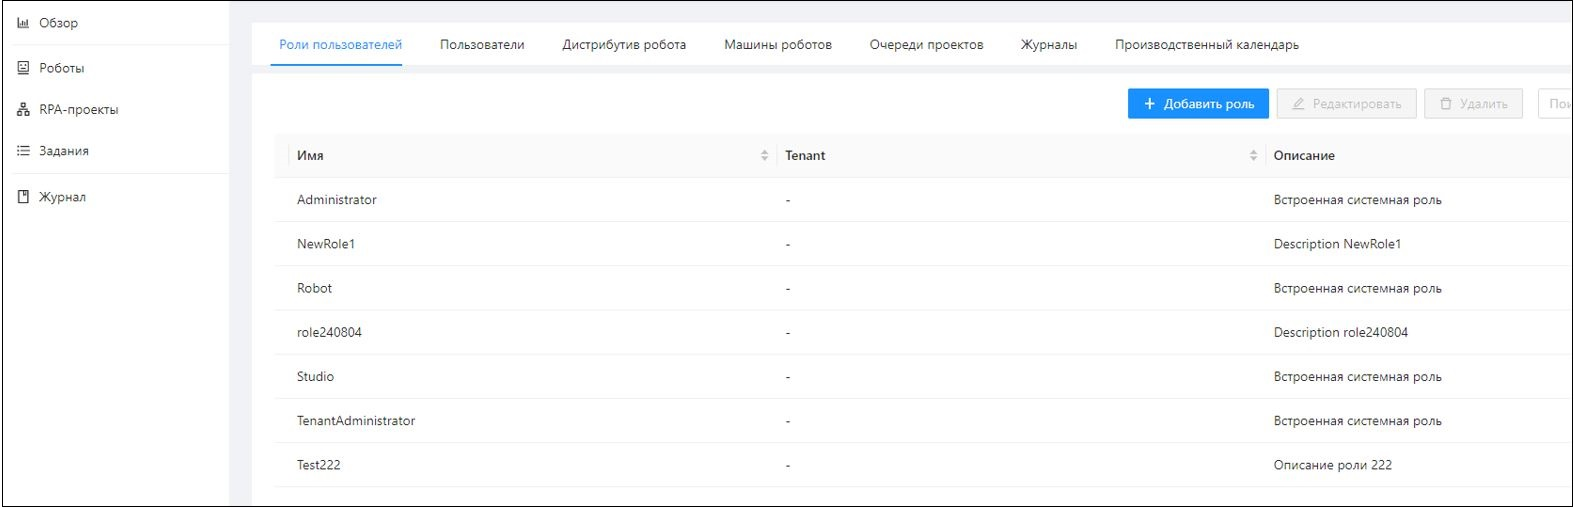 Обзор
Роботы
RPA-проекты
Задания
Журнал
Роли пользователей Пользователи Дистрибутив робота Машины роботов Очереди проектов Журналы Производственный календарь
+ Добавить роль Редактировать Удалить
Имя Tenant Описание
Administrator - Встроенная системная роль
NewRole1 - Description NewRole1
Robot - Встроенная системная роль
role240804 - Description role240804
Studio - Встроенная системная роль
TenantAdministrator - Встроенная системная роль
Test222 - Описание роли 222